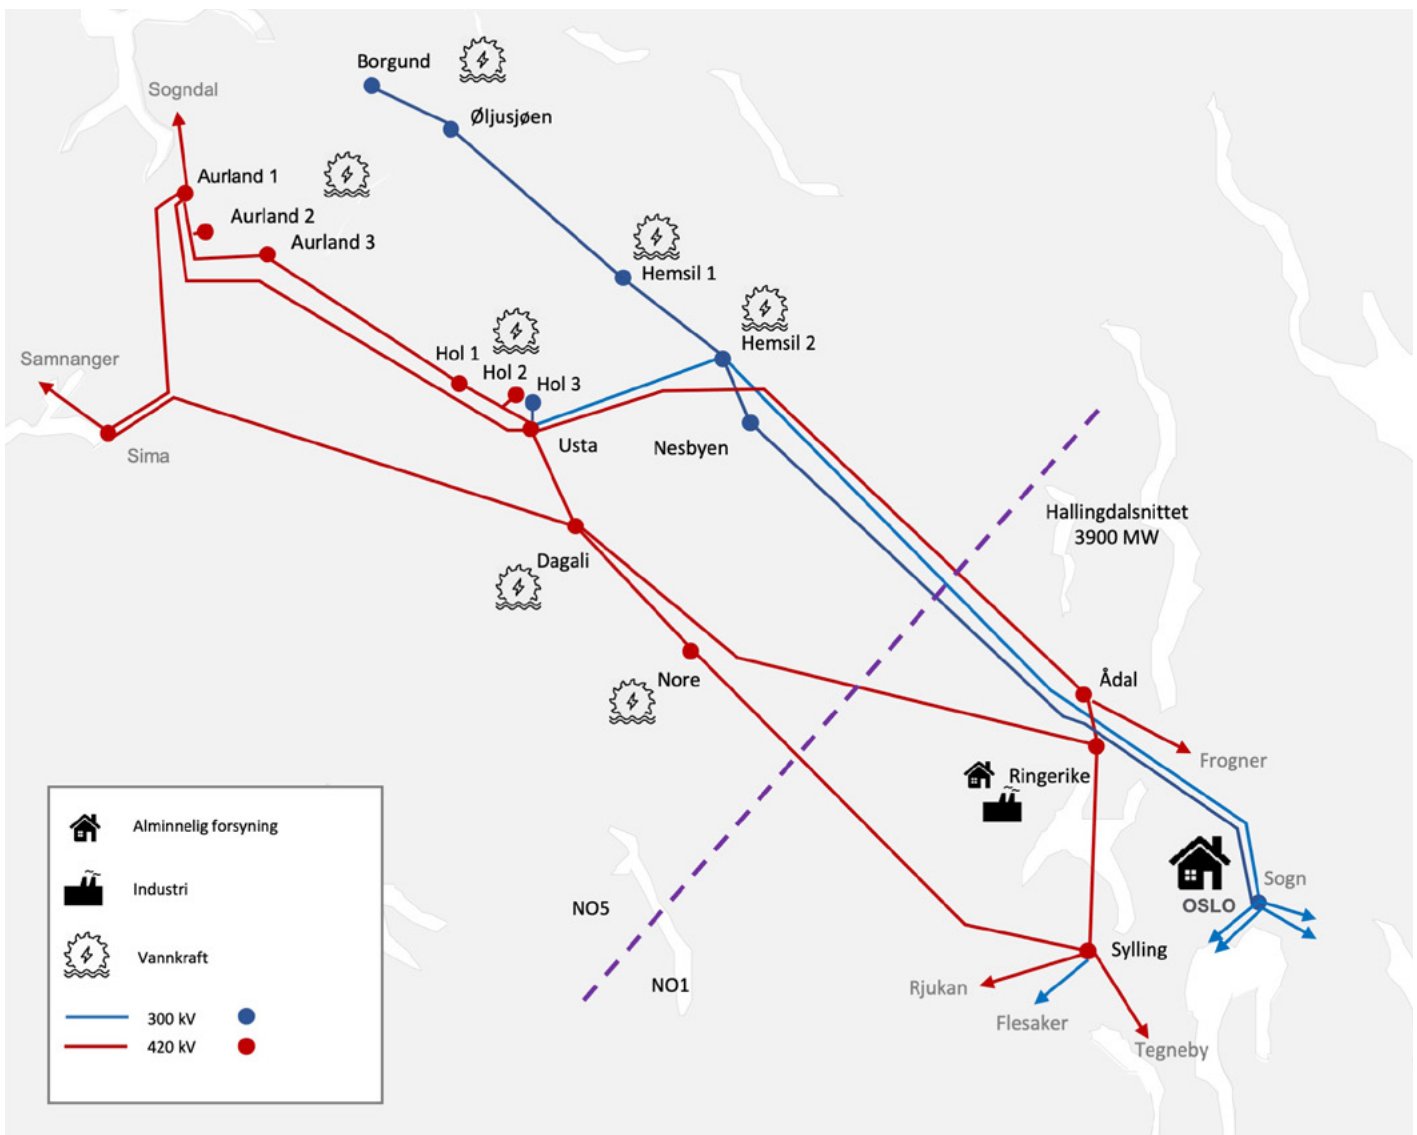 Borgund
Sogndal
Øljusjøen
Aurland 1
Aurland 2
Aurland 3
Hemsil 1
Hemsil 2
Samnanger
Hol 1
Hol 2
Hol 3
Usta
Nesbyen
Sima
Hallingdalsnittet
3900 MW
Dagali
Nore
Ådal
Frogner
Ringerike
Alminnelig forsyning
Industri
Vannkraft
300 kV
420 kV
NO5
NO1
Sogn
OSLO
Sylling
Rjukan
Flesaker
Tegneby